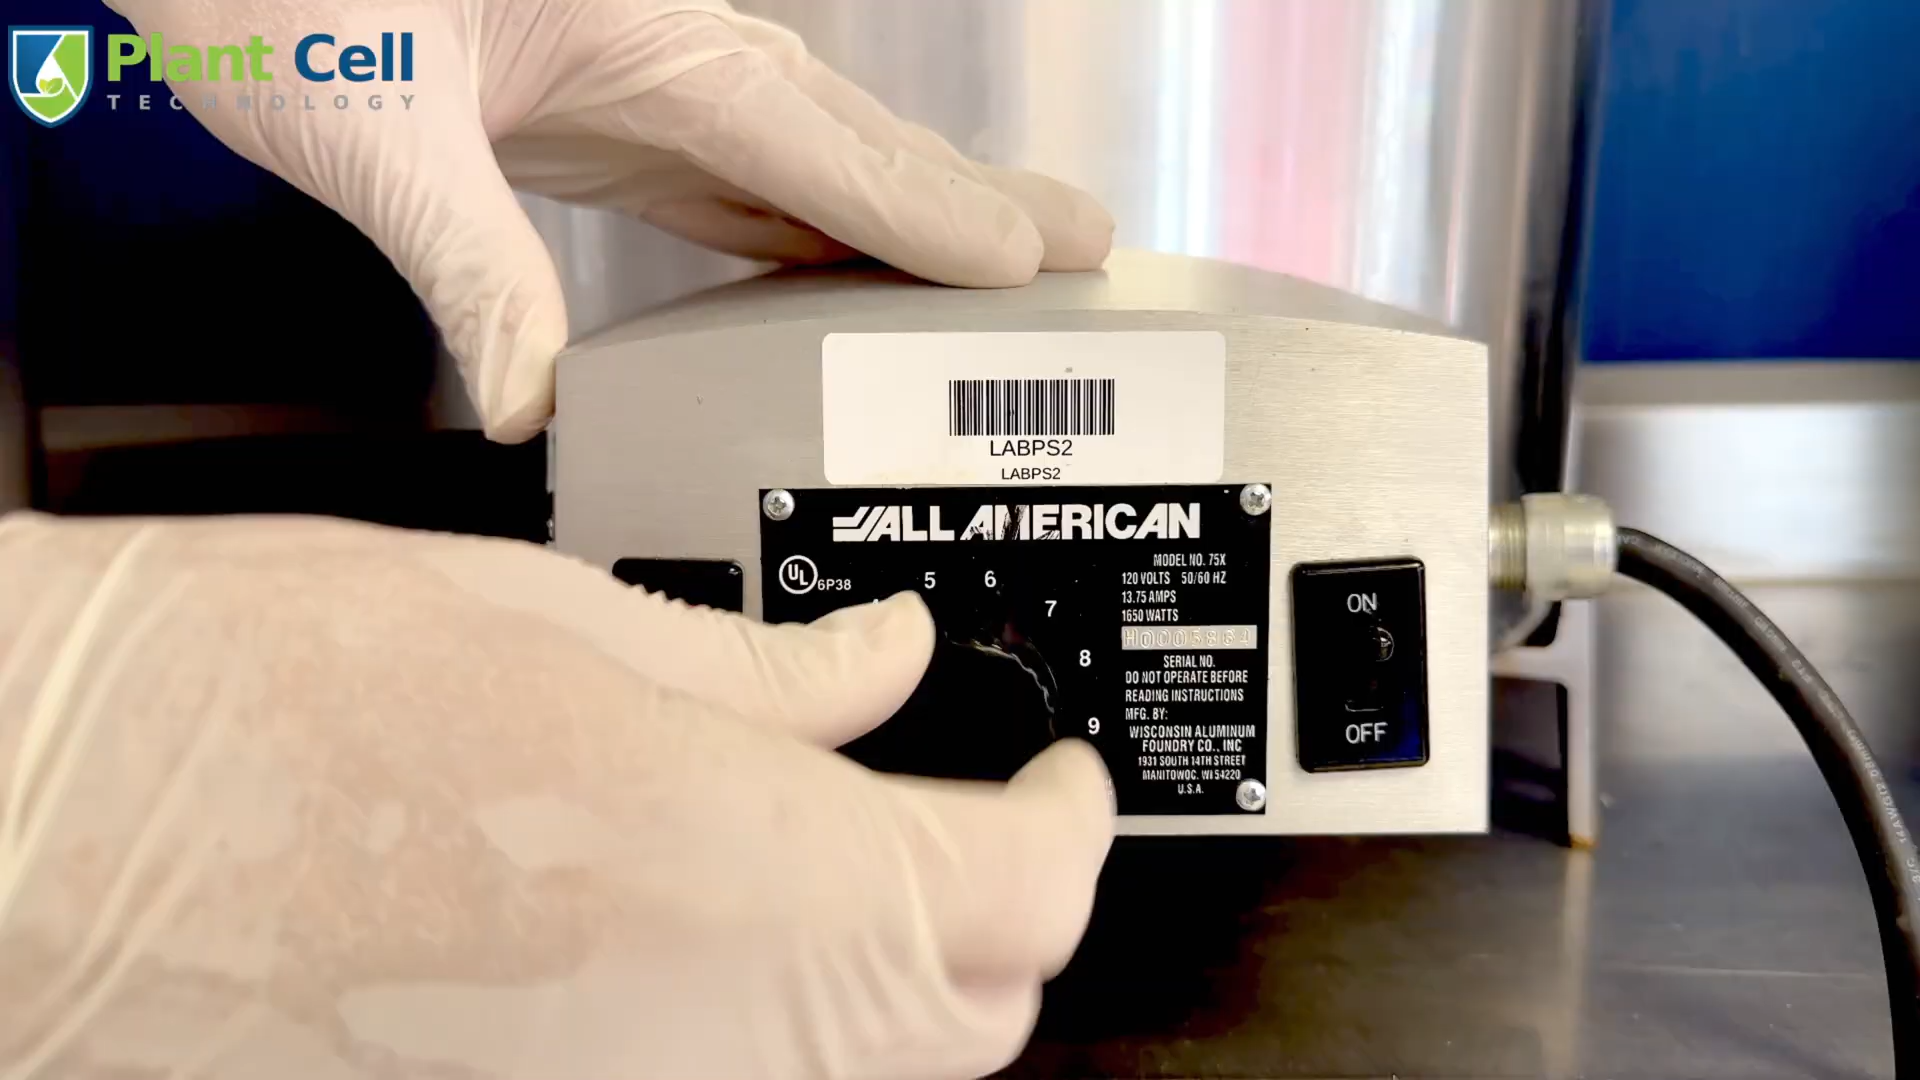 Plant Cell
TECHNOLOGY
LABPS2
LABPS2
ALL AMERICAN
MODEL NO. 75X
120 VOLTS 50/60 HZ
13.75 AMPS
1650 WATTS
SERIAL NO.
DO NOT OPERATE BEFORE
READING INSTRUCTIONS
MFG. BY:
WISCONSIN ALUMINUM
FOUNDRY CO., INC
1931 SOUTH 14TH STREET
MANITOWOC, WI 54220
U.S.A.
UL 6P38
5
6
7
8
9
ON
OFF